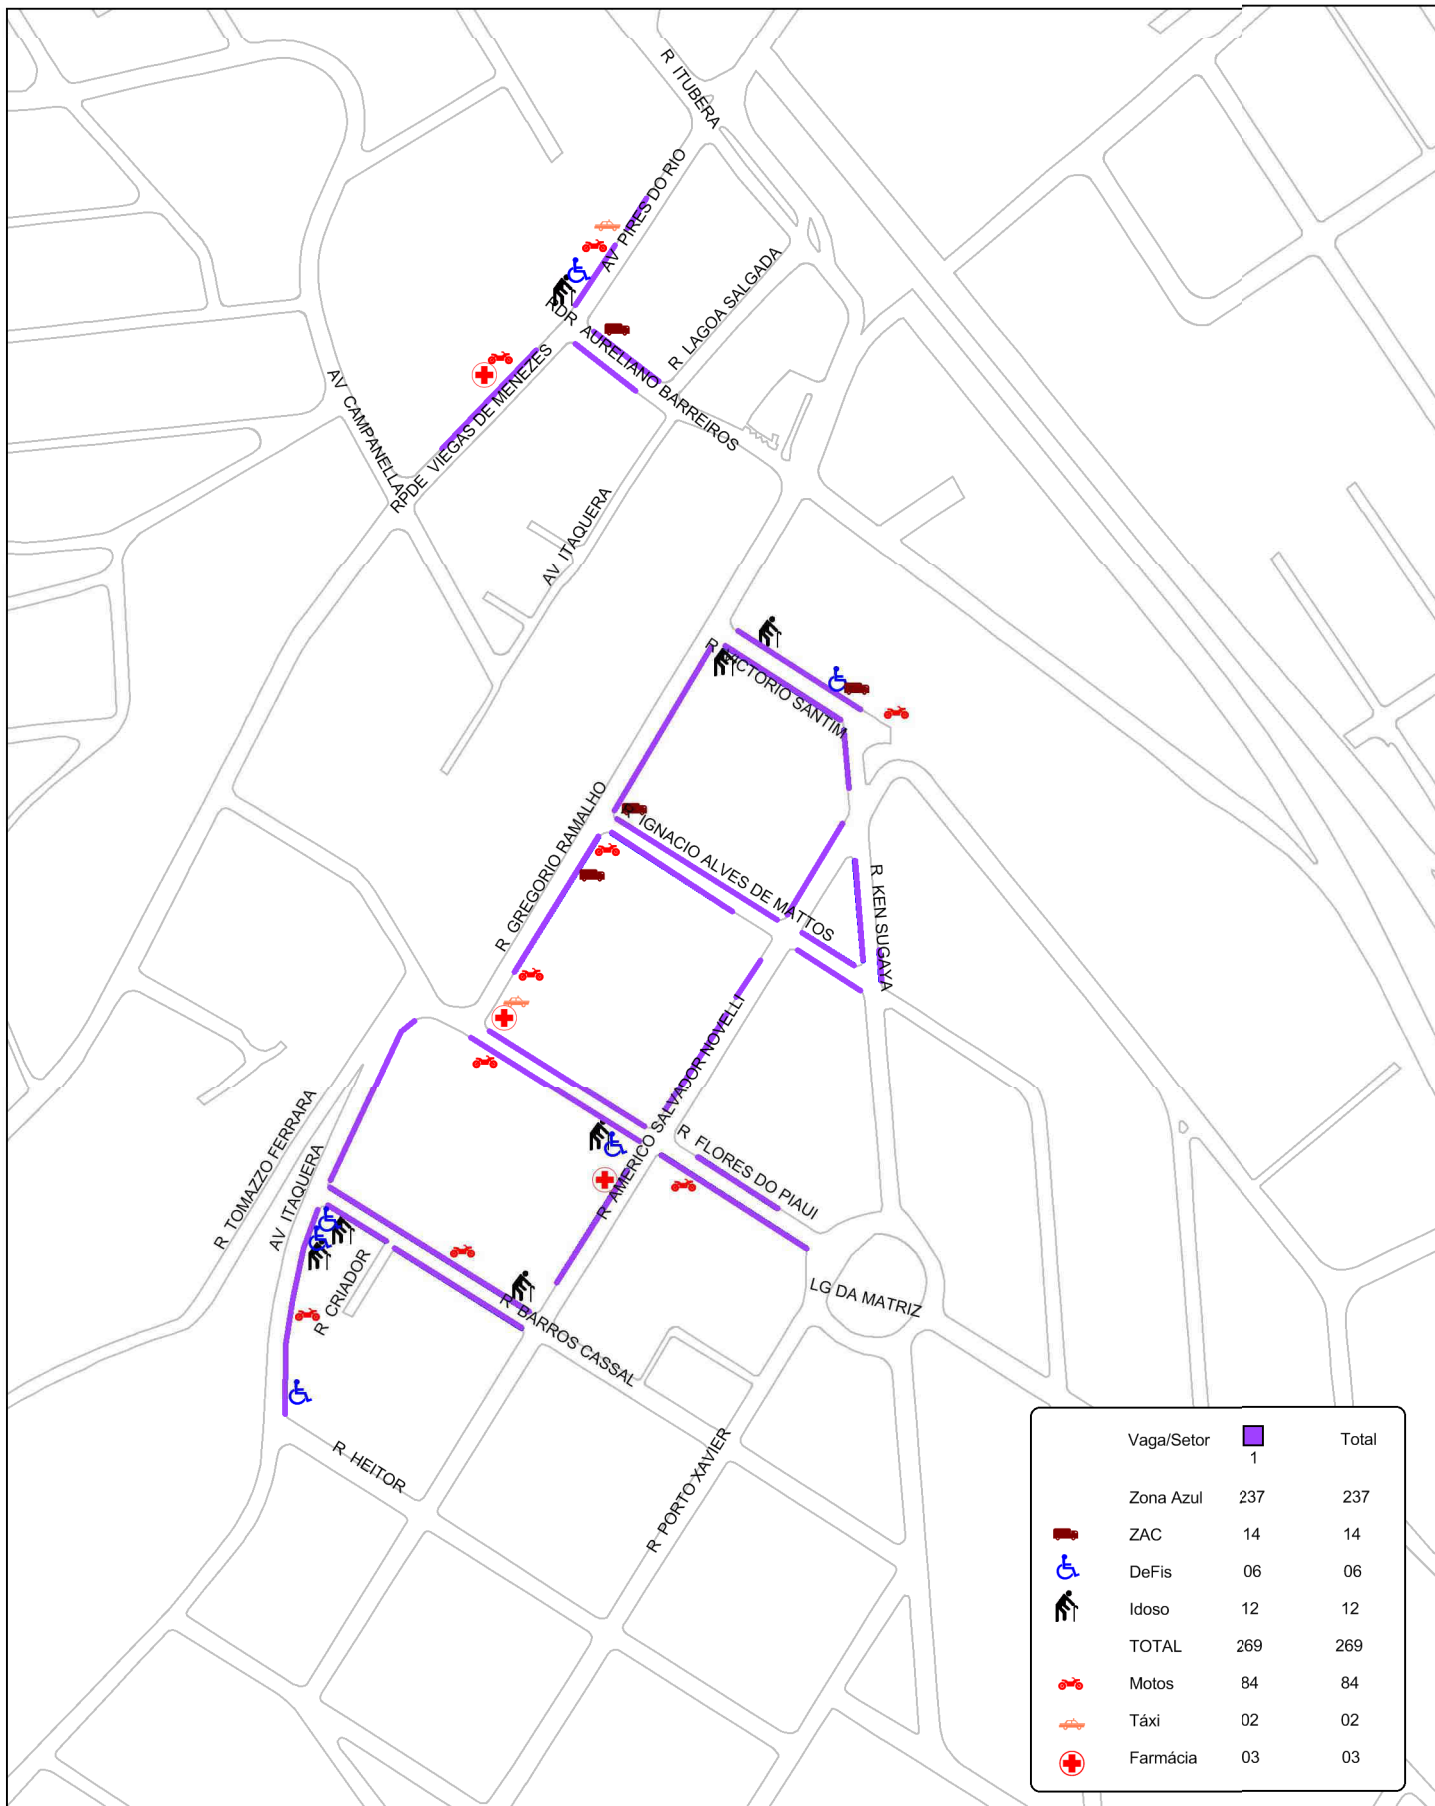 R ITUBERA
AV PIRES DO RIO
R LAGOA SALGADA
R DR AURELIANO BARREIROS
AV CAMPANELLA
R PDE VIEGAS DE MENEZES
AV ITAQUERA
R VICTORIO SANTIM
R GREGORIO RAMALHO
R IGNACIO ALVES DE MATTOS
R KEN SUGAYA
R AMERICO SALVADOR NOVELLI
R FLORES DO PIAUI
R TOMAZZO FERRARA
AV ITAQUERA
R CRIADOR
LG DA MATRIZ
R BARROS CASSAL
R HEITOR
R PORTO XAVIER
Vaga/Setor 1 Total
Zona Azul 237 237
ZAC 14 14
DeFis 06 06
Idoso 12 12
TOTAL 269 269
Motos 84 84
Táxi 02 02
Farmácia 03 03